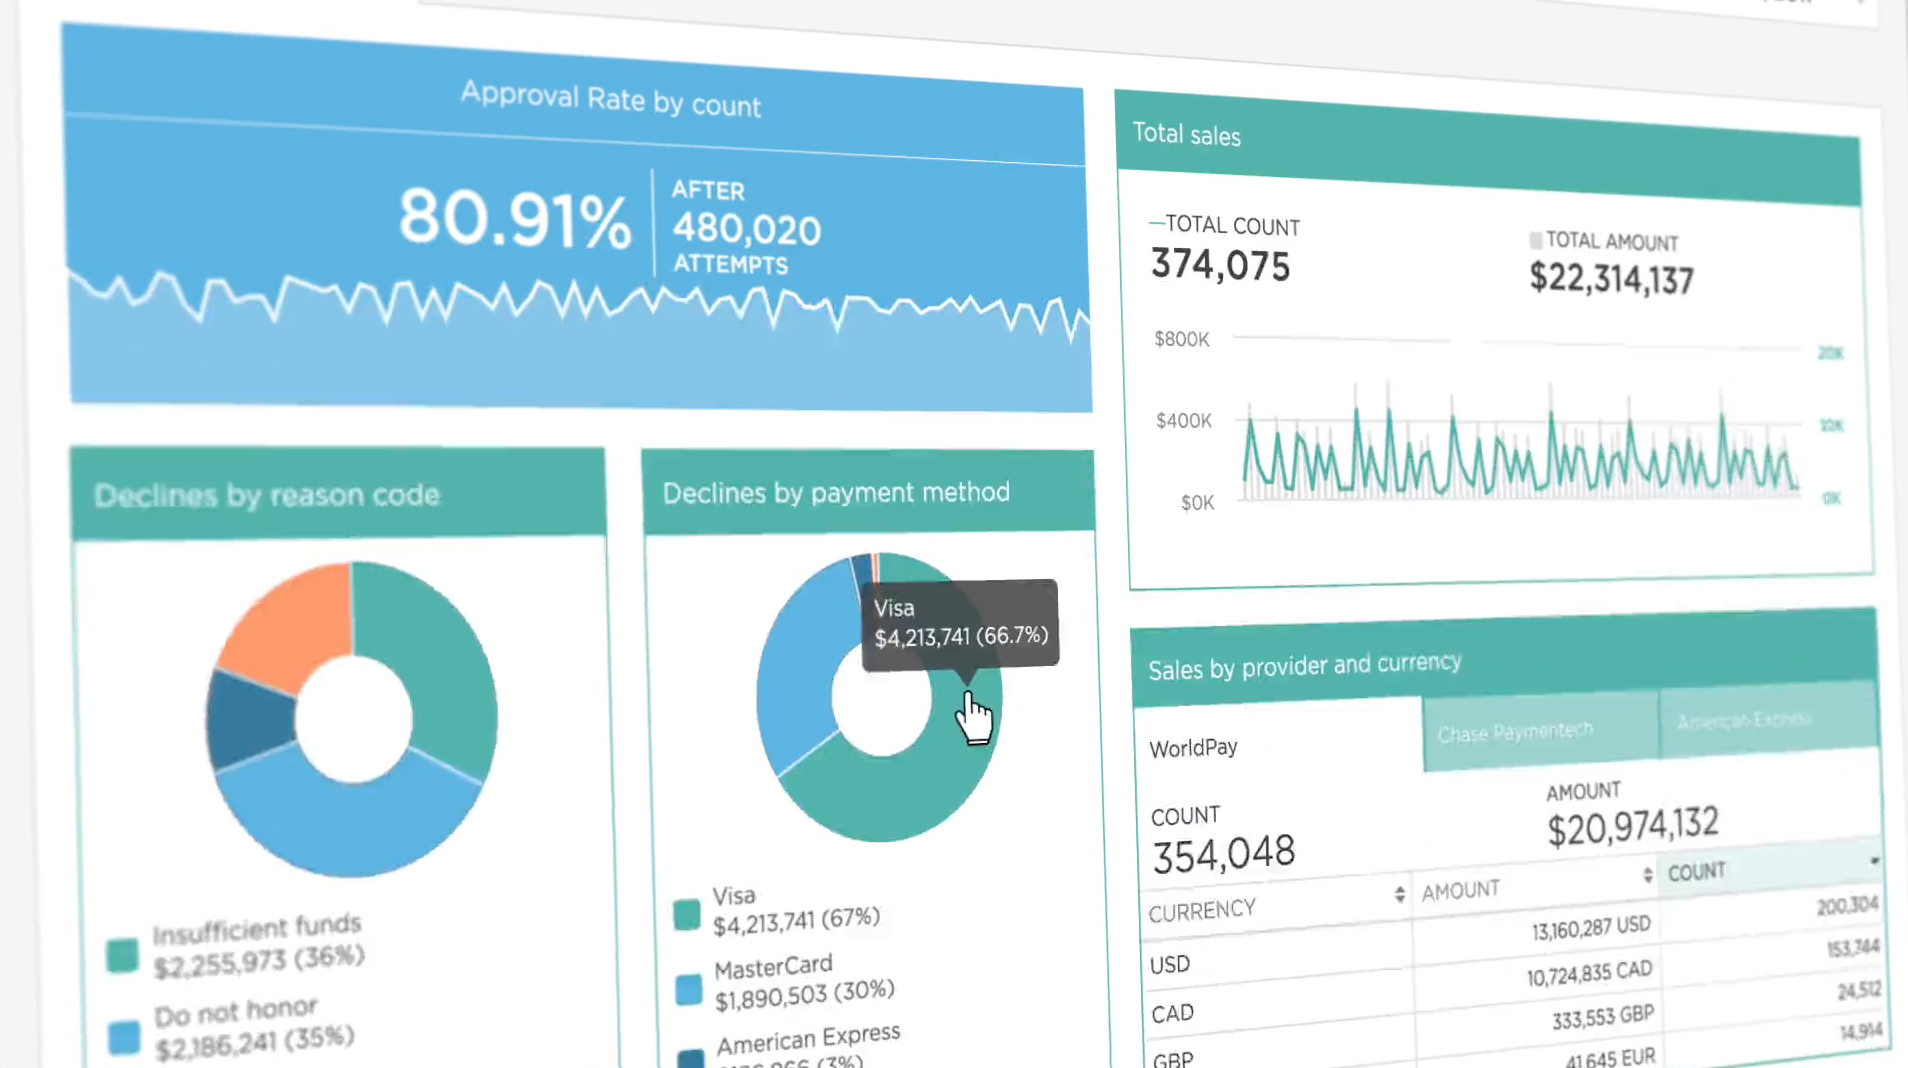 Approval Rate by count
80.91%
AFTER
480,020
ATTEMPTS
Total sales
TOTAL COUNT
374,075
TOTAL AMOUNT
$22,314,137
$800K
$400K
$0K
20K
10K
0K
Declines by reason code
Insufficient funds
$2,255,973 (36%)
Do not honor
$2,186,241 (35%)
Declines by payment method
Visa
$4,213,741 (66.7%)
Visa
$4,213,741 (67%)
MasterCard
$1,890,503 (30%)
American Express
(3%)
Sales by provider and currency
WorldPay
Chase Paymentech
American Express
COUNT
354,048
AMOUNT
$20,974,132
CURRENCY AMOUNT COUNT
USD 13,160,287 USD 200,304
CAD 10,724,835 CAD 153,744
GBP 333,553 GBP 24,512
41,645 EUR 14,914